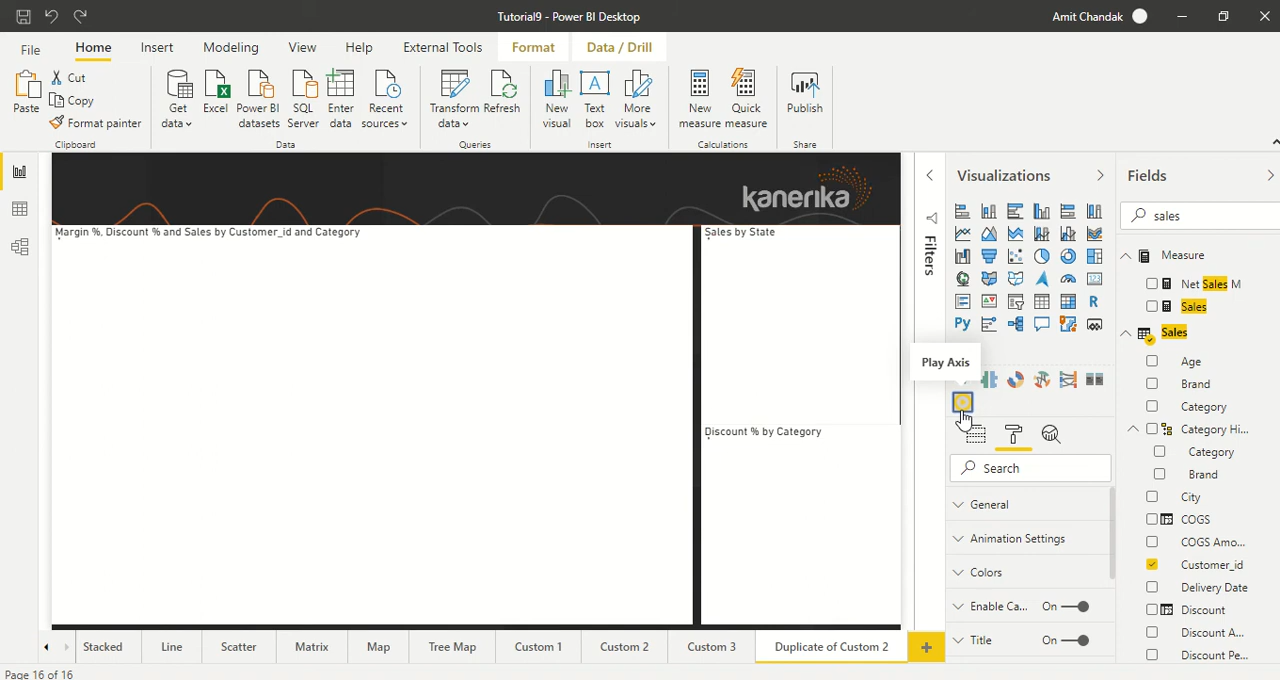 Tutorial9 - Power BI Desktop
Amit Chandak
File
Home
Insert
Modeling
View
Help
External Tools
Format
Data / Drill
Paste
Cut
Copy
Format painter
Clipboard
Get data
Excel
Power BI datasets
SQL Server
Enter data
Recent sources
Data
Transform data
Refresh
Queries
New visual
Text box
More visuals
Insert
New measure
Quick measure
Calculations
Publish
Share
kanerika
Margin %, Discount % and Sales by Customer_id and Category
Sales by State
Discount % by Category
Filters
Visualizations
R
Py
123
Play Axis
Search
General
Animation Settings
Colors
Enable Ca... On
Title On
Fields
sales
Measure
Net Sales M
Sales
Sales
Age
Brand
Category
Category Hi...
Category
Brand
City
COGS
COGS Amo...
Customer_id
Delivery Date
Discount
Discount A...
Discount Pe...
Stacked
Line
Scatter
Matrix
Map
Tree Map
Custom 1
Custom 2
Custom 3
Duplicate of Custom 2
Page 16 of 16